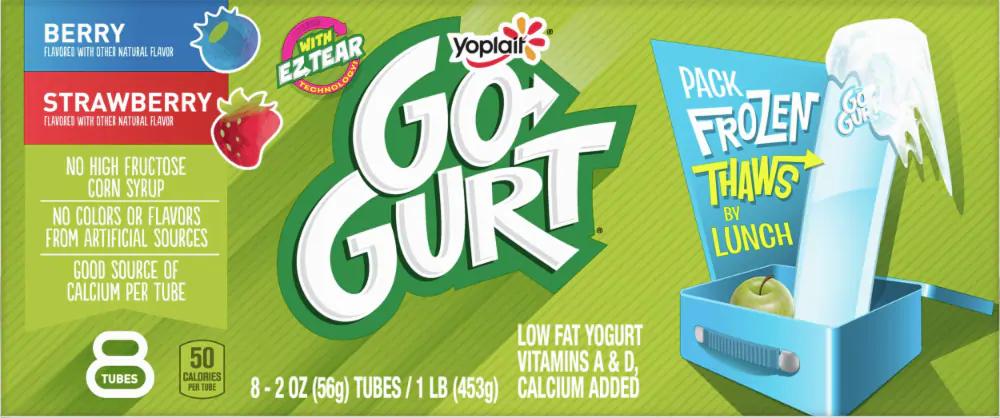 BERRY
FLAVORED WITH OTHER NATURAL FLAVOR
STRAWBERRY
FLAVORED WITH OTHER NATURAL FLAVOR
NO HIGH FRUCTOSE
CORN SYRUP
NO COLORS OR FLAVORS
FROM ARTIFICIAL SOURCES
GOOD SOURCE OF
CALCIUM PER TUBE
8
TUBES
50
CALORIES
PER TUBE
WITH
EZ TEAR
TECHNOLOGY!
Yoplait®
GO-
GURT®
8 - 2 OZ (56g) TUBES / 1 LB (453g)
LOW FAT YOGURT
VITAMINS A & D,
CALCIUM ADDED
PACK
FROZEN
THAWS
BY
LUNCH
GO-
GURT